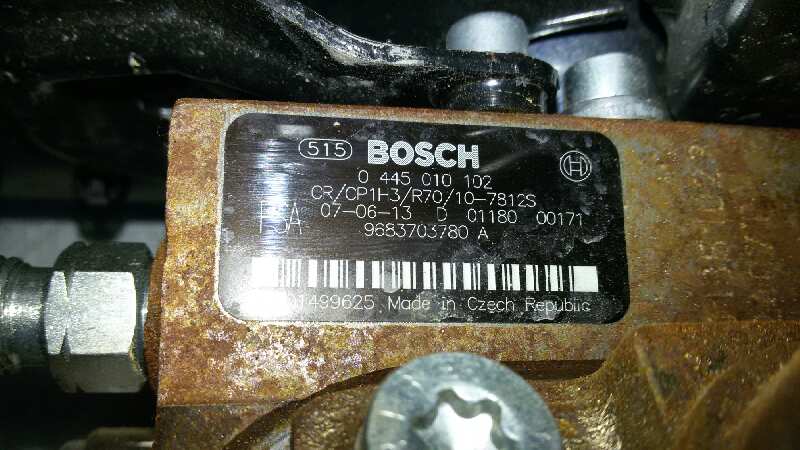 515 BOSCH
0 445 010 102
CR/CP1H3/R70/10-7812S
PSA 07-06-13 D 01180 00171
9683703780 A
1499625 Made in Czech Republic